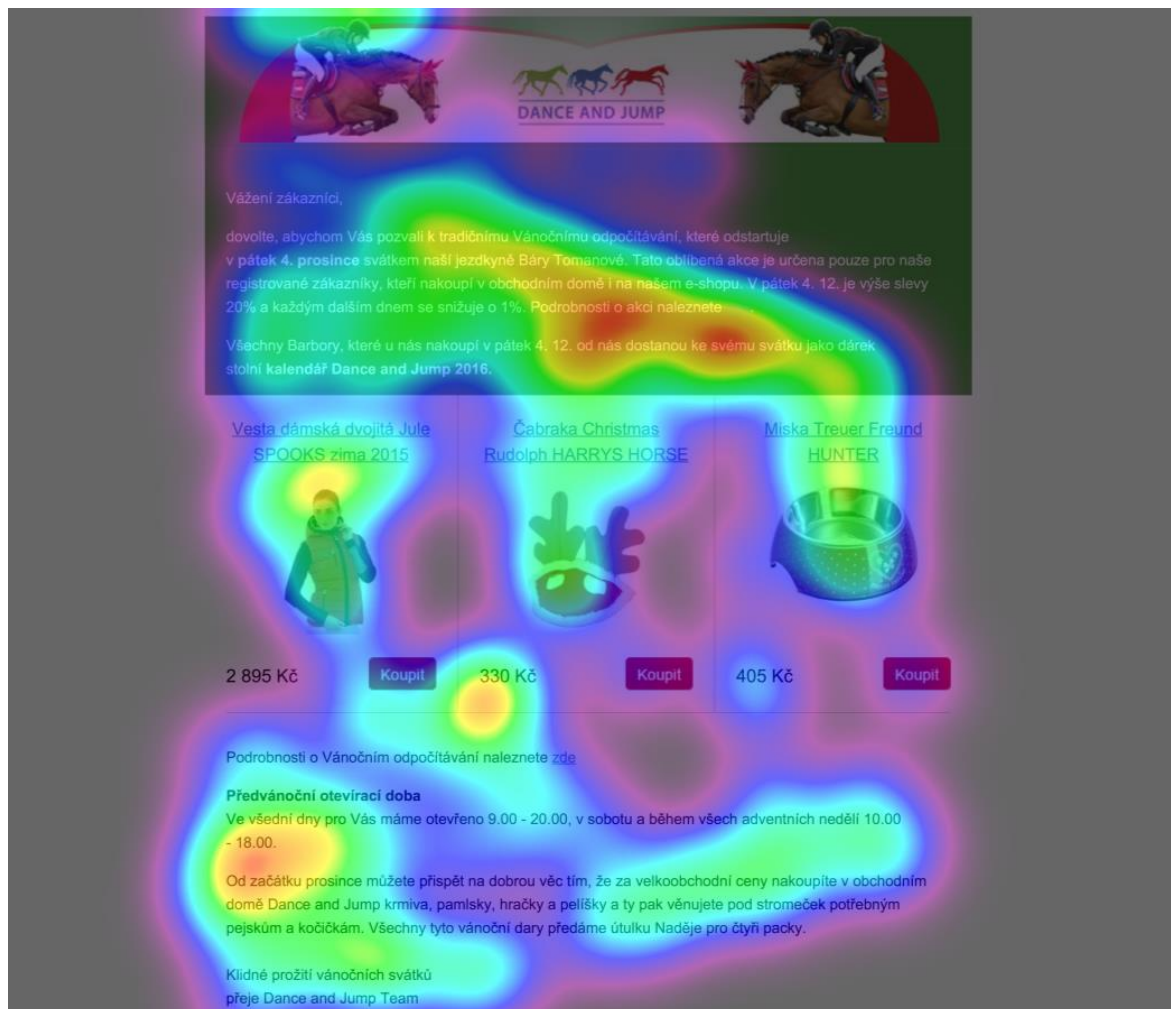 DANCE AND JUMP
Vážení zákazníci,
dovolte, abychom Vás pozvali k tradičnímu Vánočnímu odpočítávání, které odstartuje
v pátek 4. prosince svátkem naší jezdkyně Báry Tomanové. Tato oblíbená akce je určena pouze pro naše
registrované zákazníky, kteří nakoupí v obchodním domě i na našem e-shopu. V pátek 4. 12. je výše slevy
20% a každým dalším dnem se snižuje o 1%. Podrobnosti o akci naleznete
Všechny Barbory, které u nás nakoupí v pátek 4. 12. od nás dostanou ke svému svátku jako dárek
stolní kalendář Dance and Jump 2016.
Vesta dámská dvojitá Jule
SPOOKS zima 2015
Čabraka Christmas
Rudolph HARRYS HORSE
Miska Treuer Freund
HUNTER
2 895 Kč Koupit 330 Kč Koupit 405 Kč Koupit
Podrobnosti o Vánočním odpočítávání naleznete zde
Předvánoční otevírací doba
Ve všední dny pro Vás máme otevřeno 9.00 - 20.00, v sobotu a během všech adventních nedělí 10.00
- 18.00.
Od začátku prosince můžete přispět na dobrou věc tím, že za velkoobchodní ceny nakoupíte v obchodním
domě Dance and Jump krmiva, pamlsky, hračky a pelíšky a ty pak věnujete pod stromeček potřebným
pejskům a kočičkám. Všechny tyto vánoční dary předáme útulku Naděje pro čtyři packy.
Klidné prožití vánočních svátků
přeje Dance and Jump Team